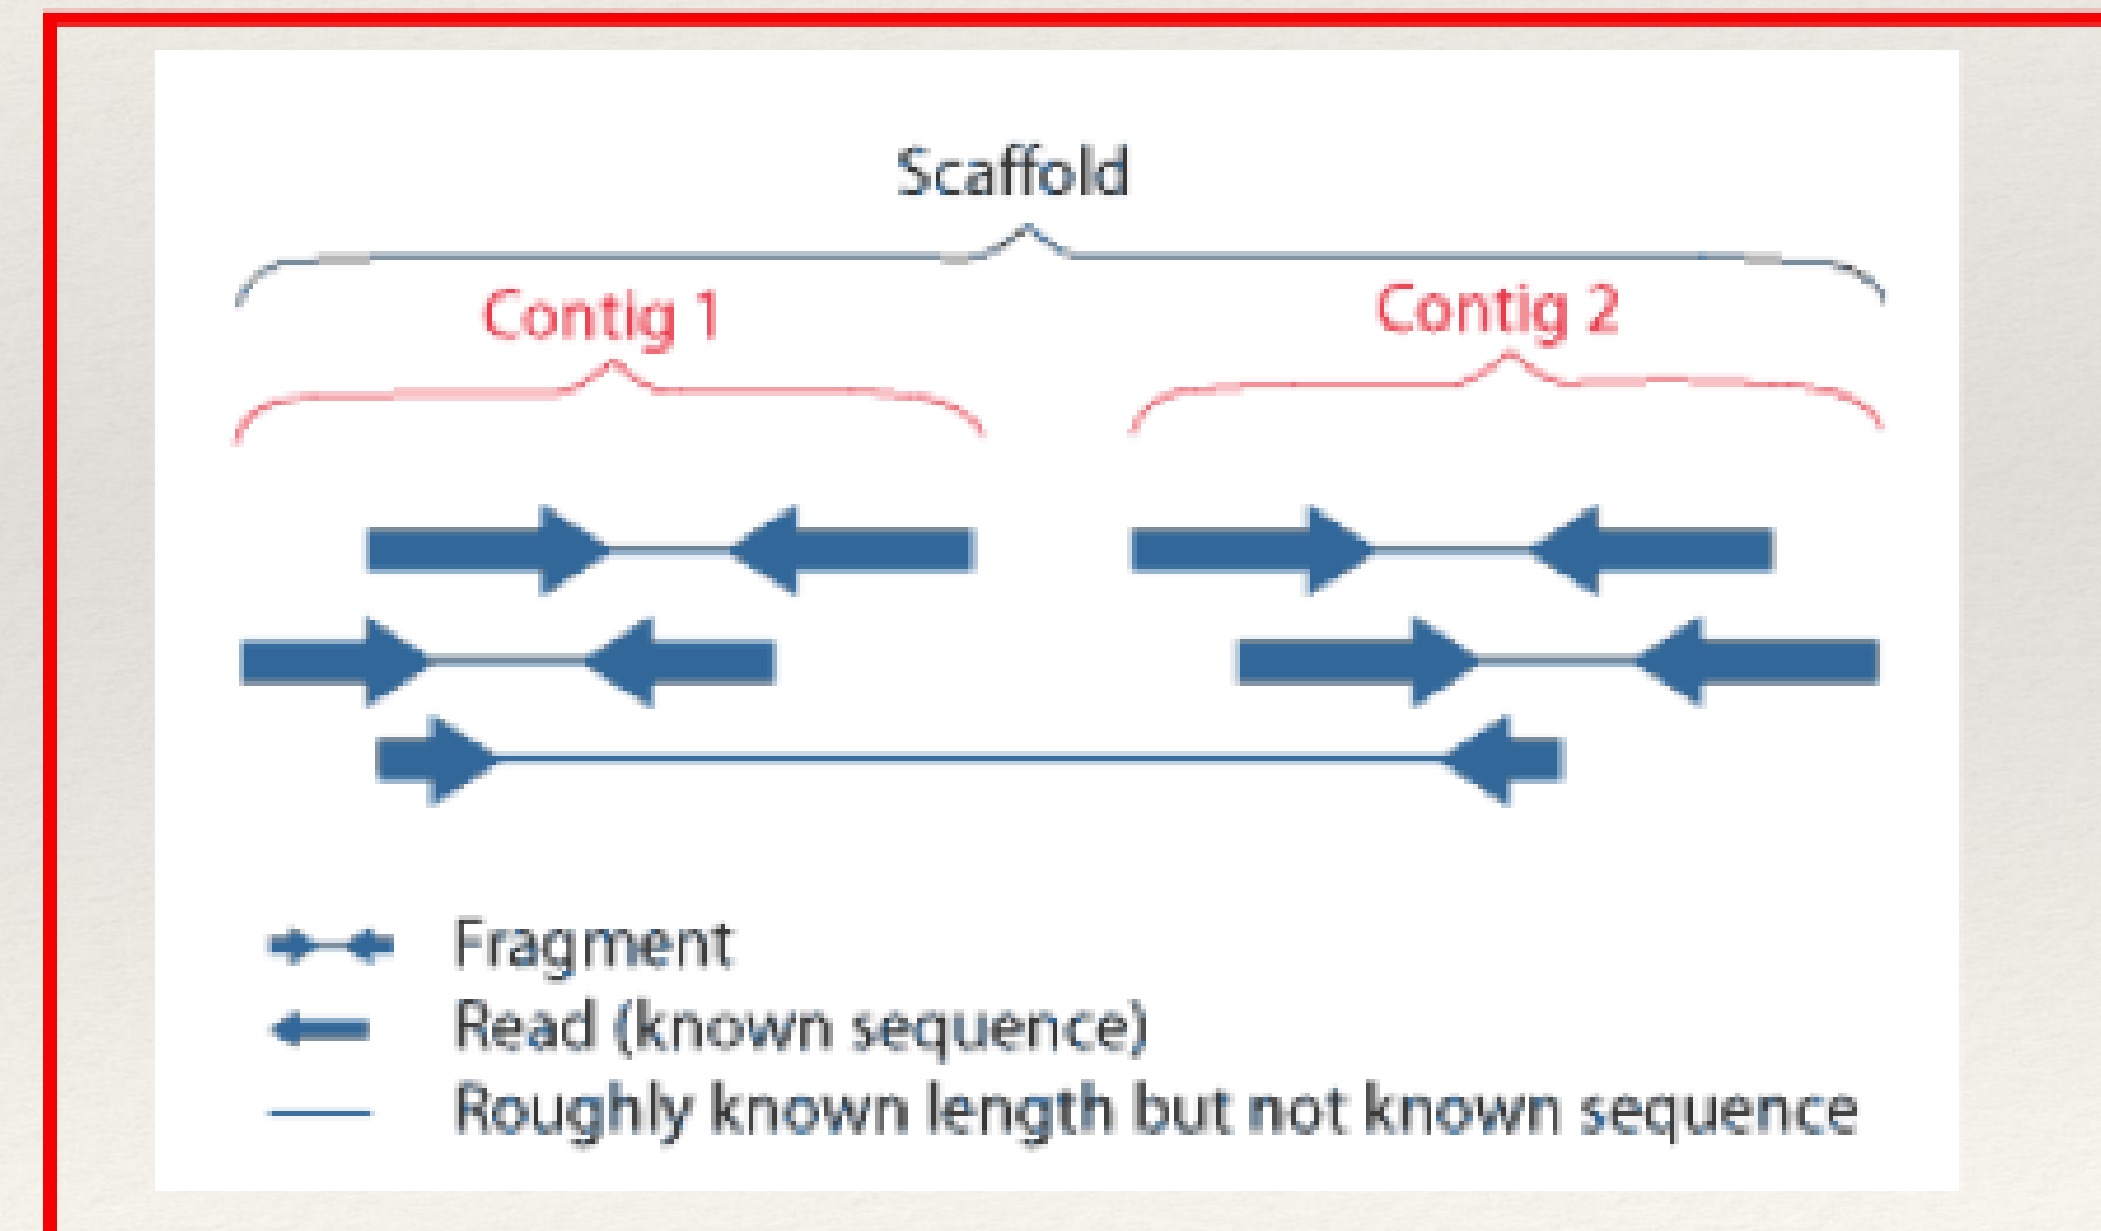 Scaffold
Contig 1
Contig 2
Fragment
Read (known sequence)
Roughly known length but not known sequence